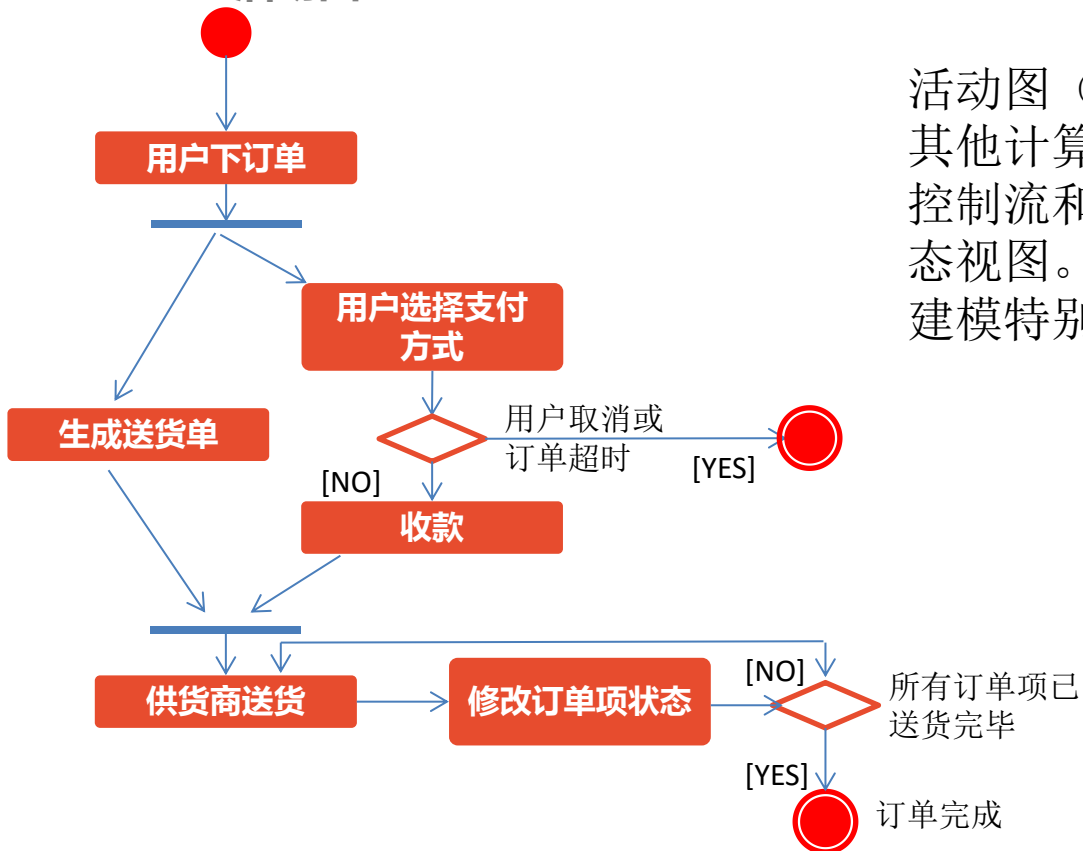 用户下订单
活动图（
其他计算
控制流和
态视图。
建模特别
用户选择支付
方式
生成送货单
用户取消或
订单超时
[YES]
[NO]
收款
供货商送货
修改订单项状态
[NO]
所有订单项已
送货完毕
[YES]
订单完成